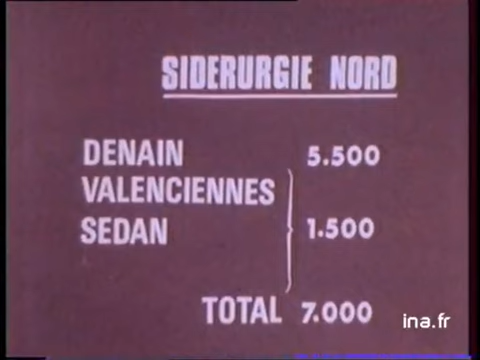 SIDERURGIE NORD
DENAIN 5.500
VALENCIENNES
SEDAN 1.500
TOTAL 7.000
ina.fr